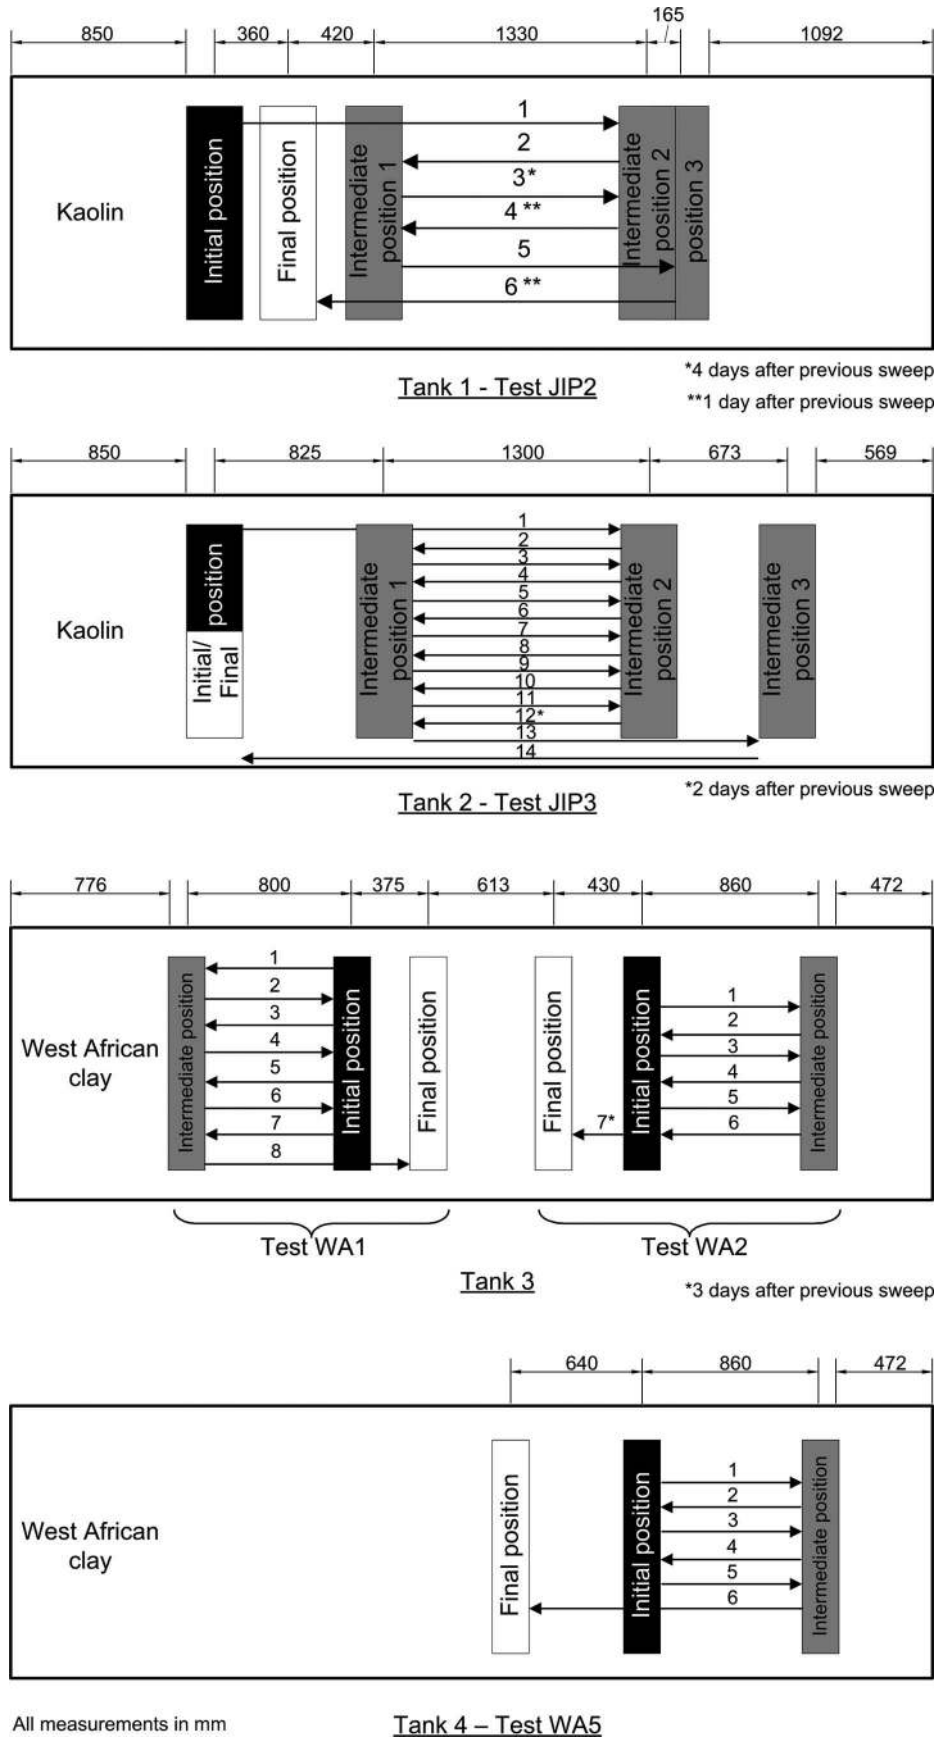 165
850 360 420 1330 1092
Kaolin
Initial position
Final position
Intermediate
position 1
Intermediate
position 2
position 3
1
2
3*
4**
5
6**
Tank 1 - Test JIP2
*4 days after previous sweep
**1 day after previous sweep
850 825 1300 673 569
Kaolin
position
Initial/
Final
Intermediate
position 1
Intermediate
position 2
Intermediate
position 3
1
2
3
4
5
6
7
8
9
10
11
12*
13
14
Tank 2 - Test JIP3
*2 days after previous sweep
776 800 375 613 430 860 472
West African
clay
Intermediate position
1
2
3
4
5
6
7
8
Initial position
Final position
Final position
7*
Initial position
1
2
3
4
5
6
Intermediate position
Test WA1
Test WA2
Tank 3
*3 days after previous sweep
640 860 472
West African
clay
Final position
Initial position
1
2
3
4
5
6
Intermediate position
All measurements in mm
Tank 4 – Test WA5